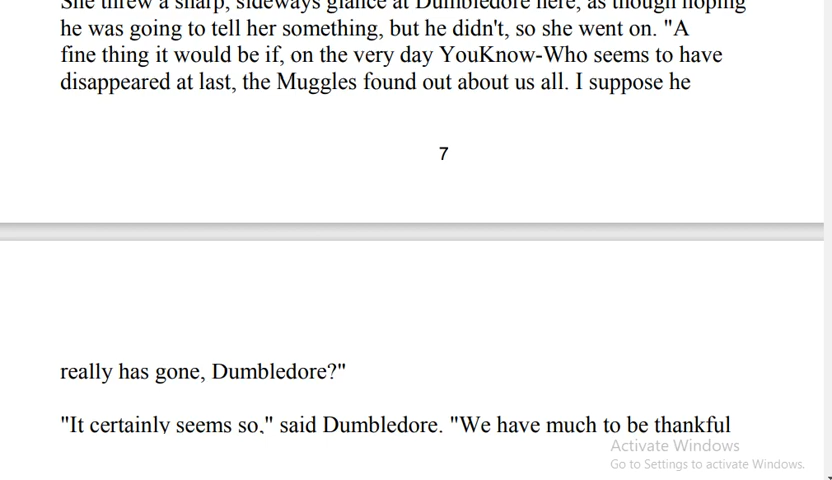 She threw a sharp, sideways glance at Dumbledore here, as though hoping
he was going to tell her something, but he didn't, so she went on. "A
fine thing it would be if, on the very day YouKnow-Who seems to have
disappeared at last, the Muggles found out about us all. I suppose he
7
really has gone, Dumbledore?"
"It certainly seems so," said Dumbledore. "We have much to be thankful
Activate Windows
Go to Settings to activate Windows.